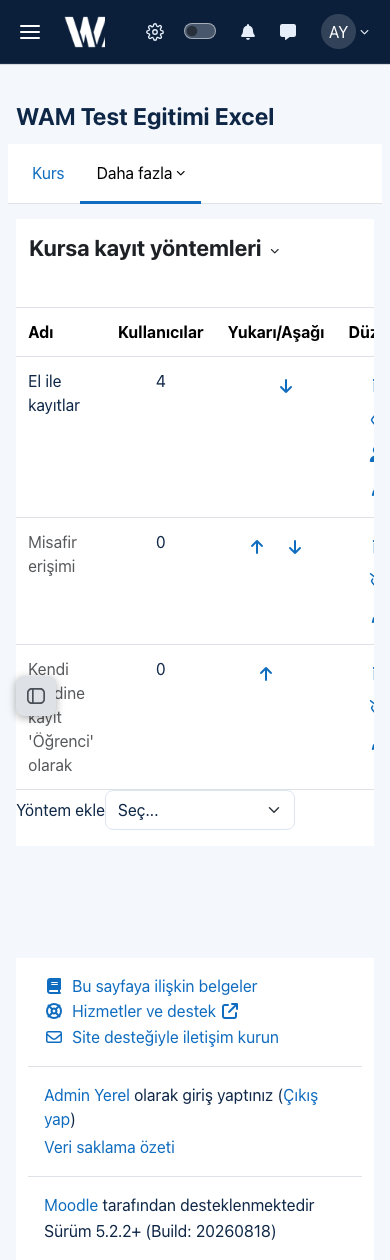 AY
WAM Test Egitimi Excel
Kurs Daha fazla
Kursa kayıt yöntemleri
Adı Kullanıcılar Yukarı/Aşağı
El ile 4
kayıtlar
Misafir 0
erişimi
Kendi 0
kayıt
'Öğrenci'
olarak
Yöntem ekle Seç...
Bu sayfaya ilişkin belgeler
Hizmetler ve destek
Site desteğiyle iletişim kurun
Admin Yerel olarak giriş yaptınız (Çıkış
yap)
Veri saklama özeti
Moodle tarafından desteklenmektedir
Sürüm 5.2.2+ (Build: 20260818)